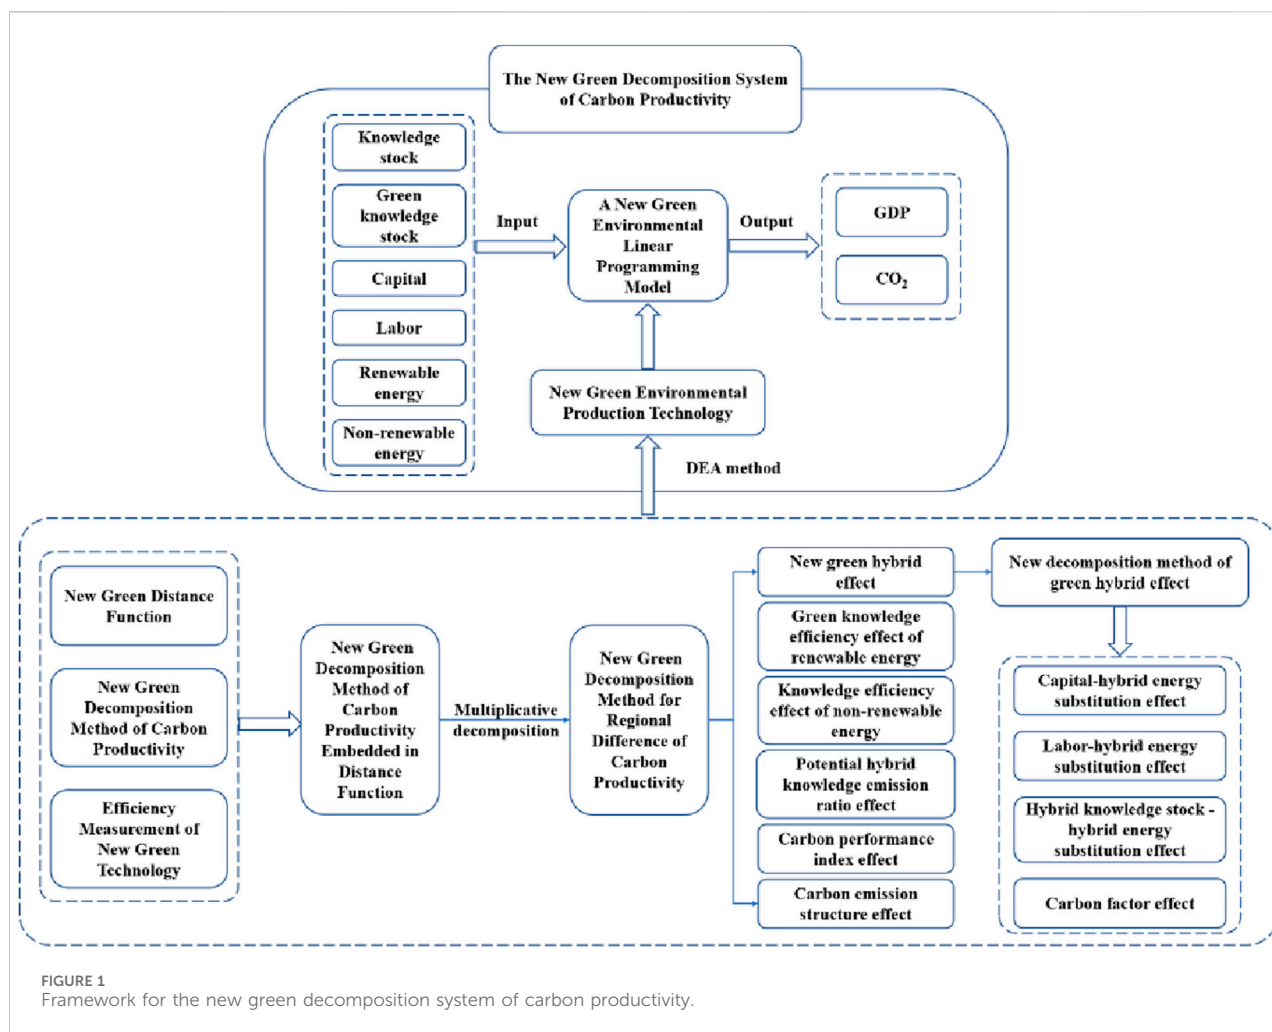 The New Green Decomposition System
of Carbon Productivity
Knowledge
stock
Green
knowledge
stock
Capital
Labor
Renewable
energy
Non-renewable
energy
Input
A New Green
Environmental
Linear
Programming
Model
Output
GDP
CO₂
New Green Environmental
Production Technology
DEA method
New Green Distance
Function
New Green
Decomposition
Method of Carbon
Productivity
Efficiency
Measurement of
New Green
Technology
New Green
Decomposition
Method of
Carbon
Productivity
Embedded in
Distance
Function
Multiplicative
decomposition
New Green
Decomposition
Method for
Regional
Difference of
Carbon
Productivity
New green hybrid
effect
Green knowledge
efficiency effect of
renewable energy
Knowledge efficiency
effect of non-renewable
energy
Potential hybrid
knowledge emission
ratio effect
Carbon performance
index effect
Carbon emission
structure effect
New decomposition method of
green hybrid effect
Capital-hybrid energy
substitution effect
Labor-hybrid energy
substitution effect
Hybrid knowledge stock -
hybrid energy
substitution effect
Carbon factor effect
FIGURE 1
Framework for the new green decomposition system of carbon productivity.